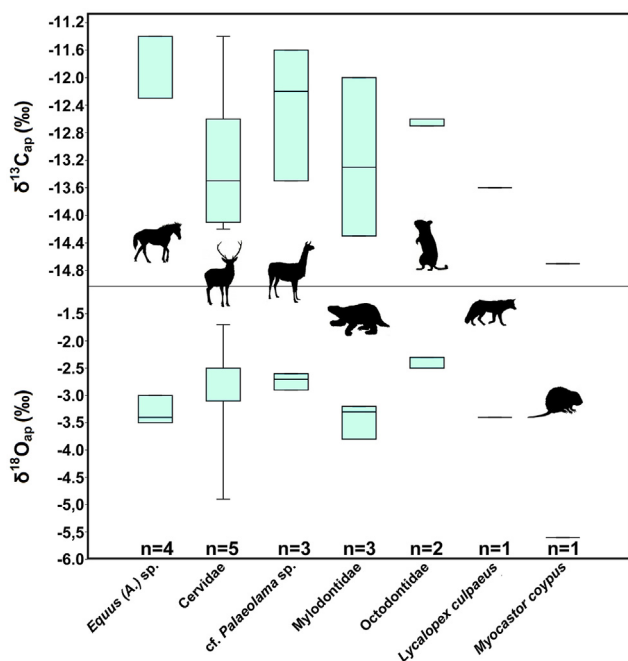 -11.2
-11.6
-12.0
-12.4
-12.8
-13.2
-13.6
-14.0
-14.4
-14.8
δ¹³Cap (‰)
-1.5
-2.0
-2.5
-3.0
-3.5
-4.0
-4.5
-5.0
-5.5
-6.0
δ¹⁸Oap (‰)
n=4 n=5 n=3 n=3 n=2 n=1 n=1
Equus (A.) sp.
Cervidae
cf. Palaeolama sp.
Mylodontidae
Octodontidae
Lycalopex culpaeus
Myocastor coypus